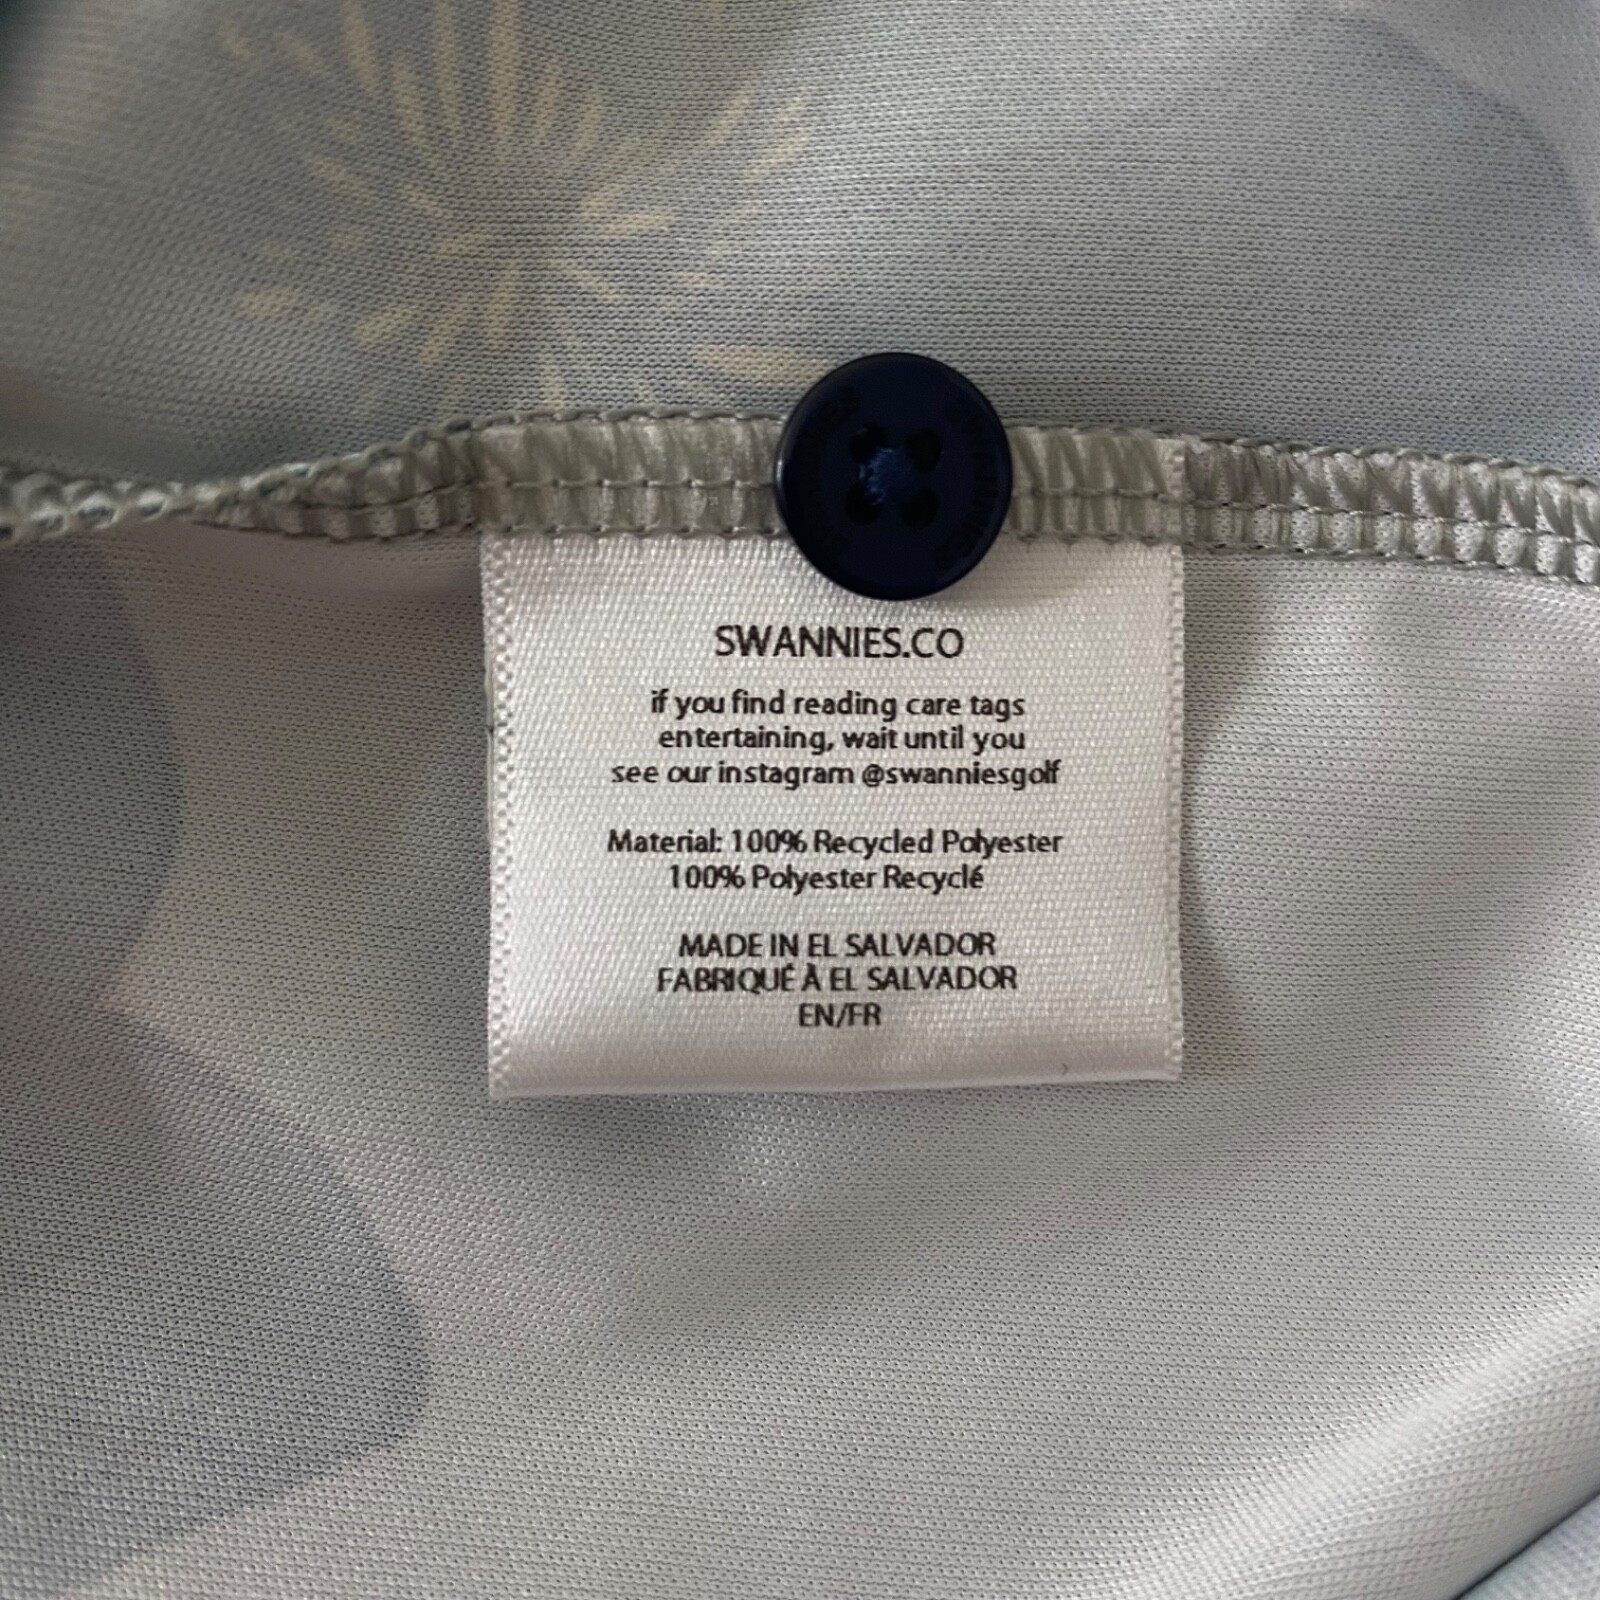 SWANNIES.CO
if you find reading care tags
entertaining, wait until you
see our instagram @swanniesgolf
Material: 100% Recycled Polyester
100% Polyester Recyclé
MADE IN EL SALVADOR
FABRIQUÉ À EL SALVADOR
EN/FR